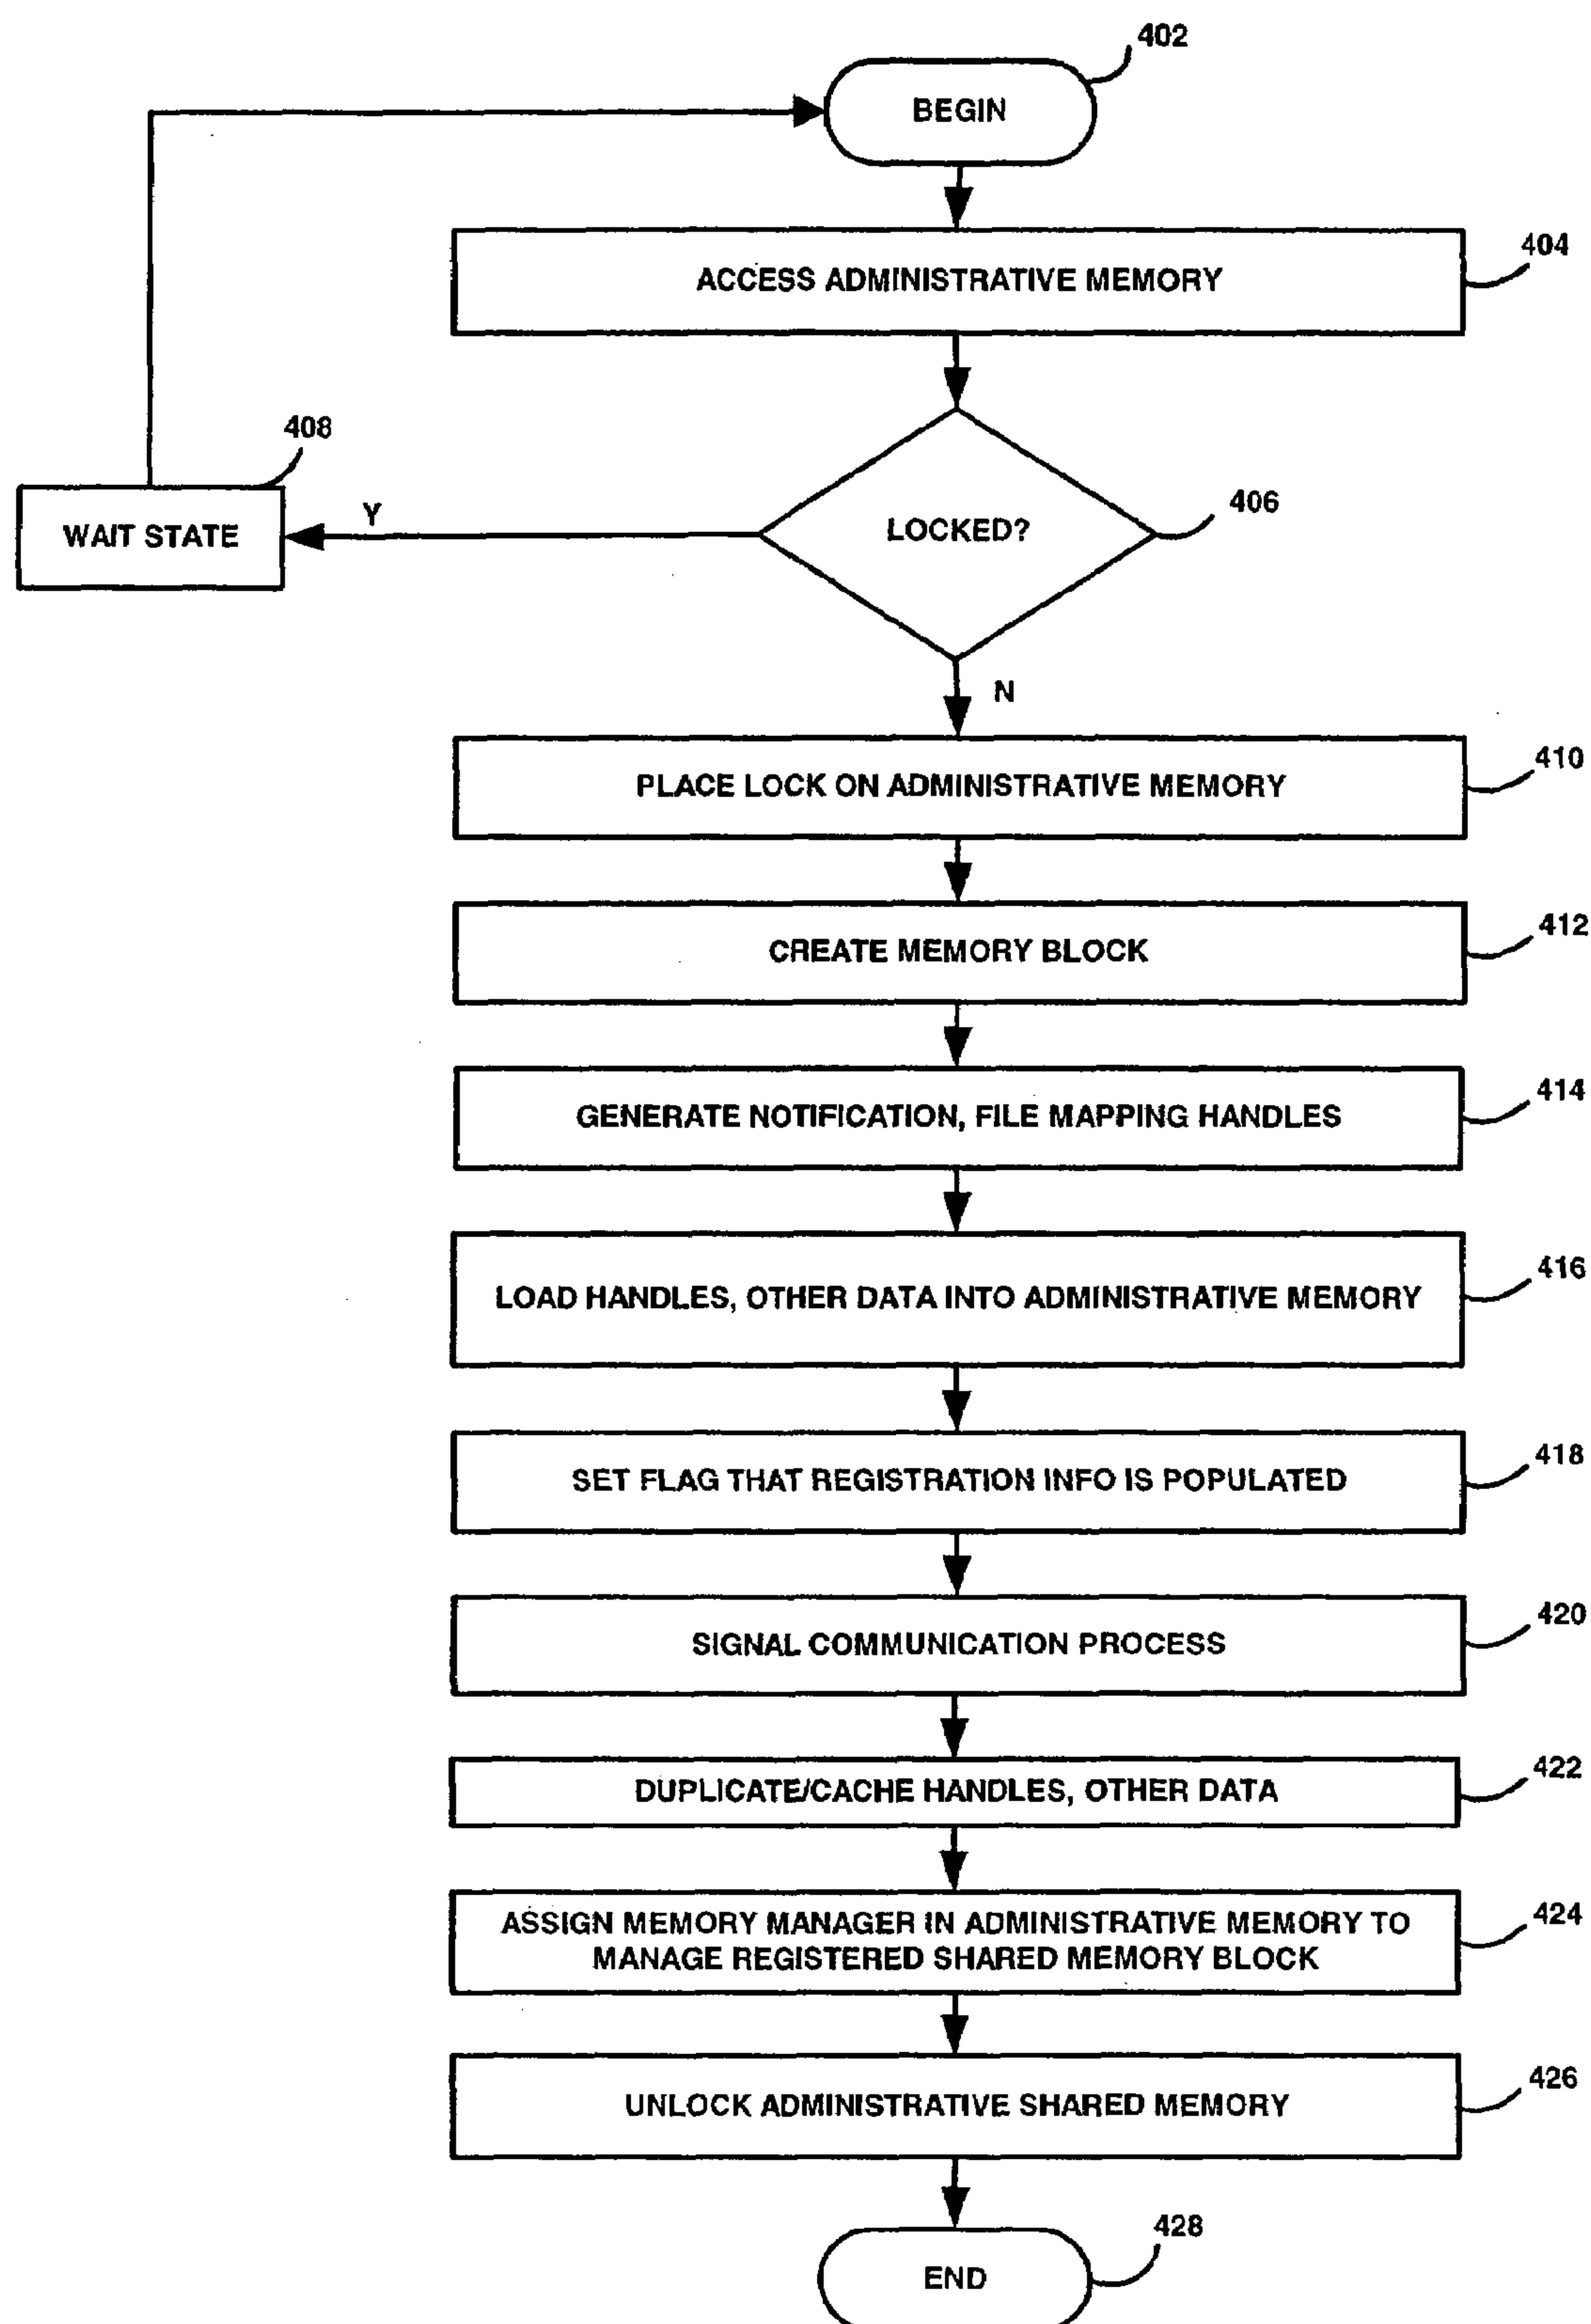 402
BEGIN
404
ACCESS ADMINISTRATIVE MEMORY
408
406
WAIT STATE
Y
LOCKED?
N
410
PLACE LOCK ON ADMINISTRATIVE MEMORY
412
CREATE MEMORY BLOCK
414
GENERATE NOTIFICATION, FILE MAPPING HANDLES
416
LOAD HANDLES, OTHER DATA INTO ADMINISTRATIVE MEMORY
418
SET FLAG THAT REGISTRATION INFO IS POPULATED
420
SIGNAL COMMUNICATION PROCESS
422
DUPLICATE/CACHE HANDLES, OTHER DATA
424
ASSIGN MEMORY MANAGER IN ADMINISTRATIVE MEMORY TO
MANAGE REGISTERED SHARED MEMORY BLOCK
426
UNLOCK ADMINISTRATIVE SHARED MEMORY
428
END